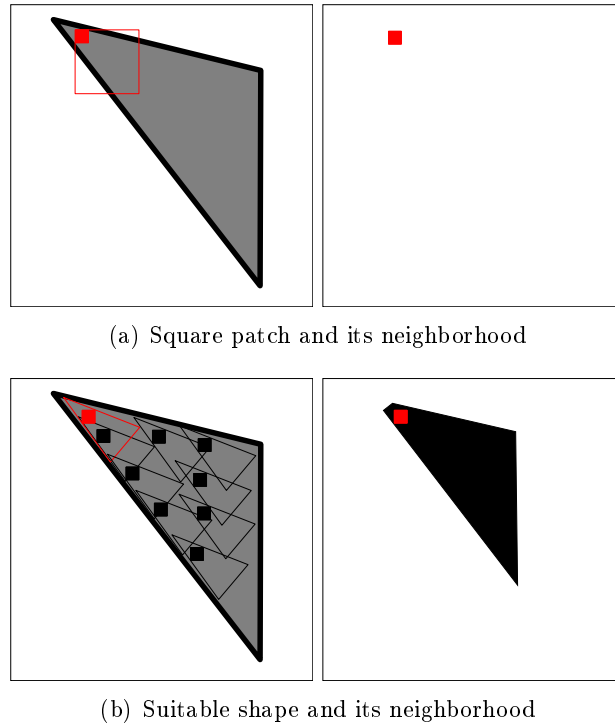 (a) Square patch and its neighborhood
(b) Suitable shape and its neighborhood